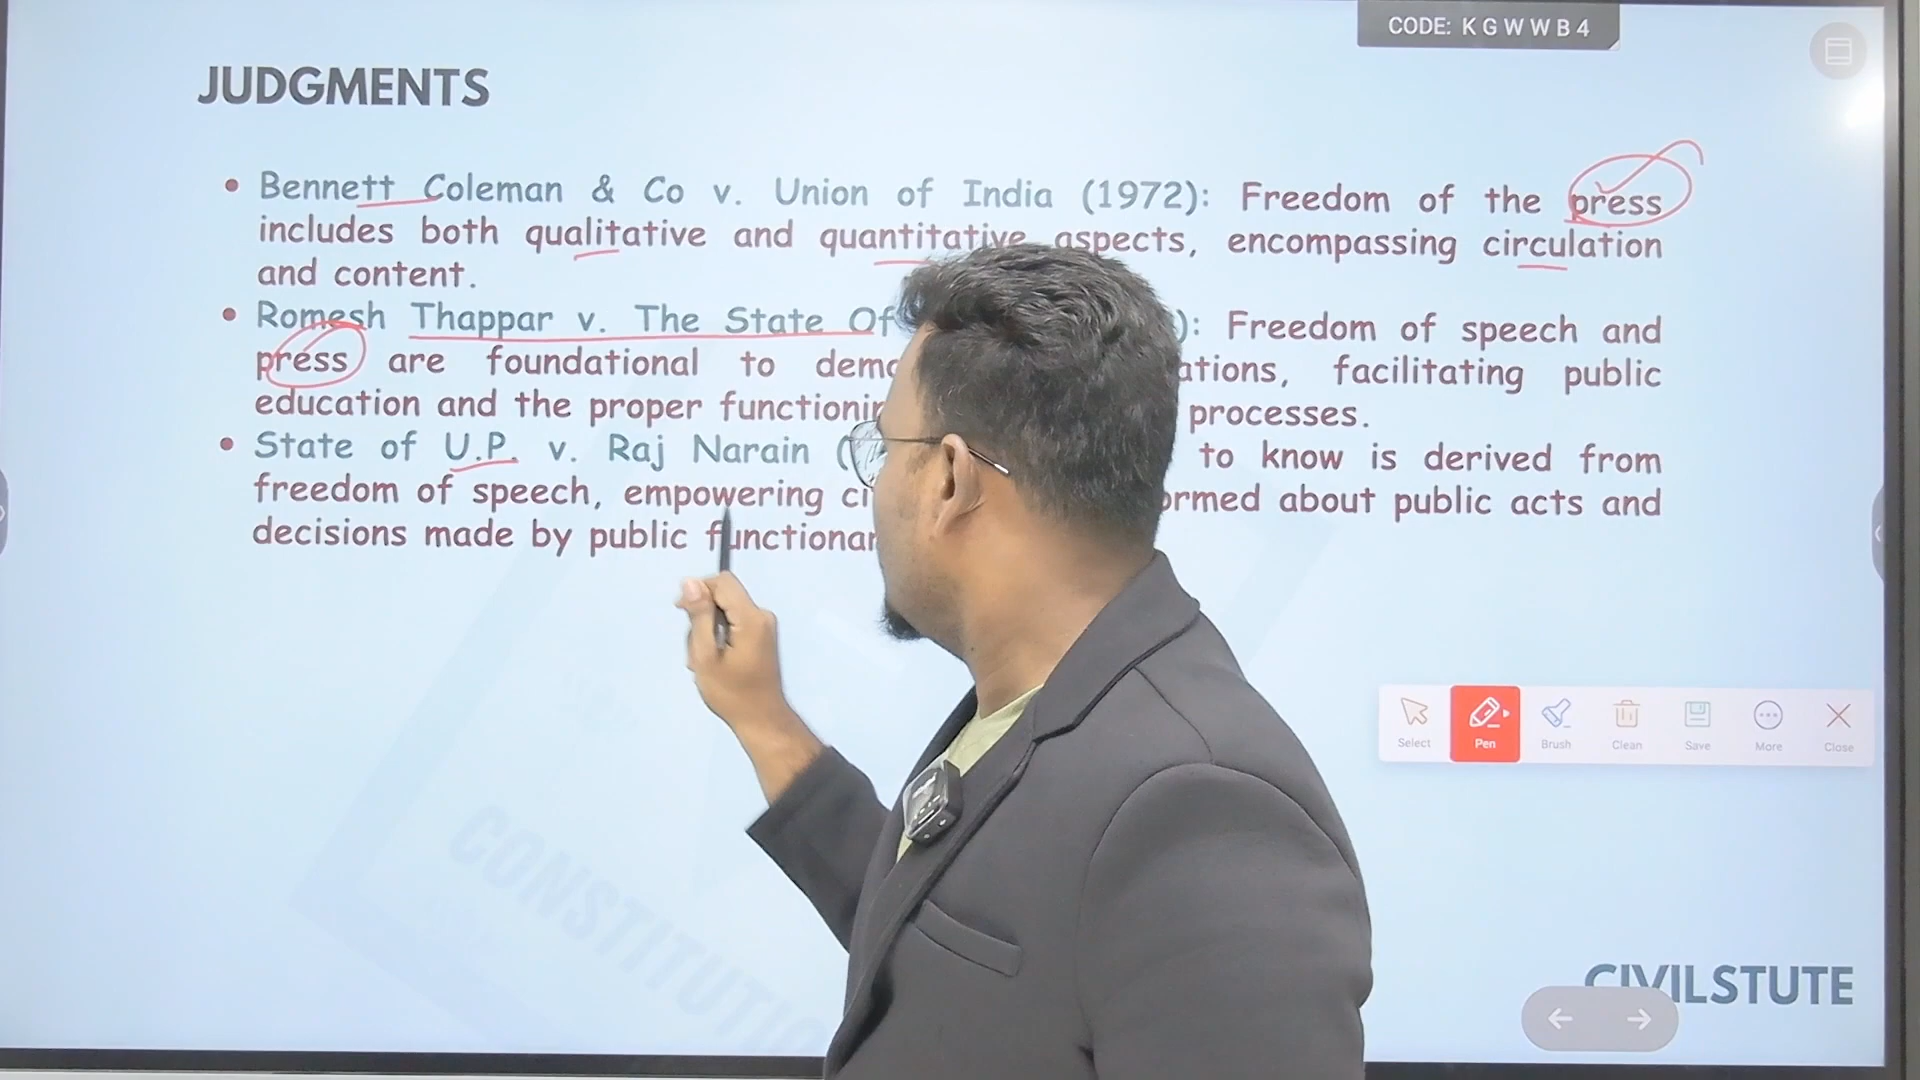 CODE: K G W W B 4
JUDGMENTS
• Bennett Coleman & Co v. Union of India (1972): Freedom of the press
includes both qualitative and quantitative aspects, encompassing circulation
and content.
• Romesh Thappar v. The State Of ): Freedom of speech and
press are foundational to facilitating public
education and the proper processes.
• State of U.P. v. Raj Narain ( to know is derived from
freedom of speech, empowering about public acts and
decisions made by public
Select Pen Brush Clean Save More Close
CONSTITUTIO
CIVILSTUTE